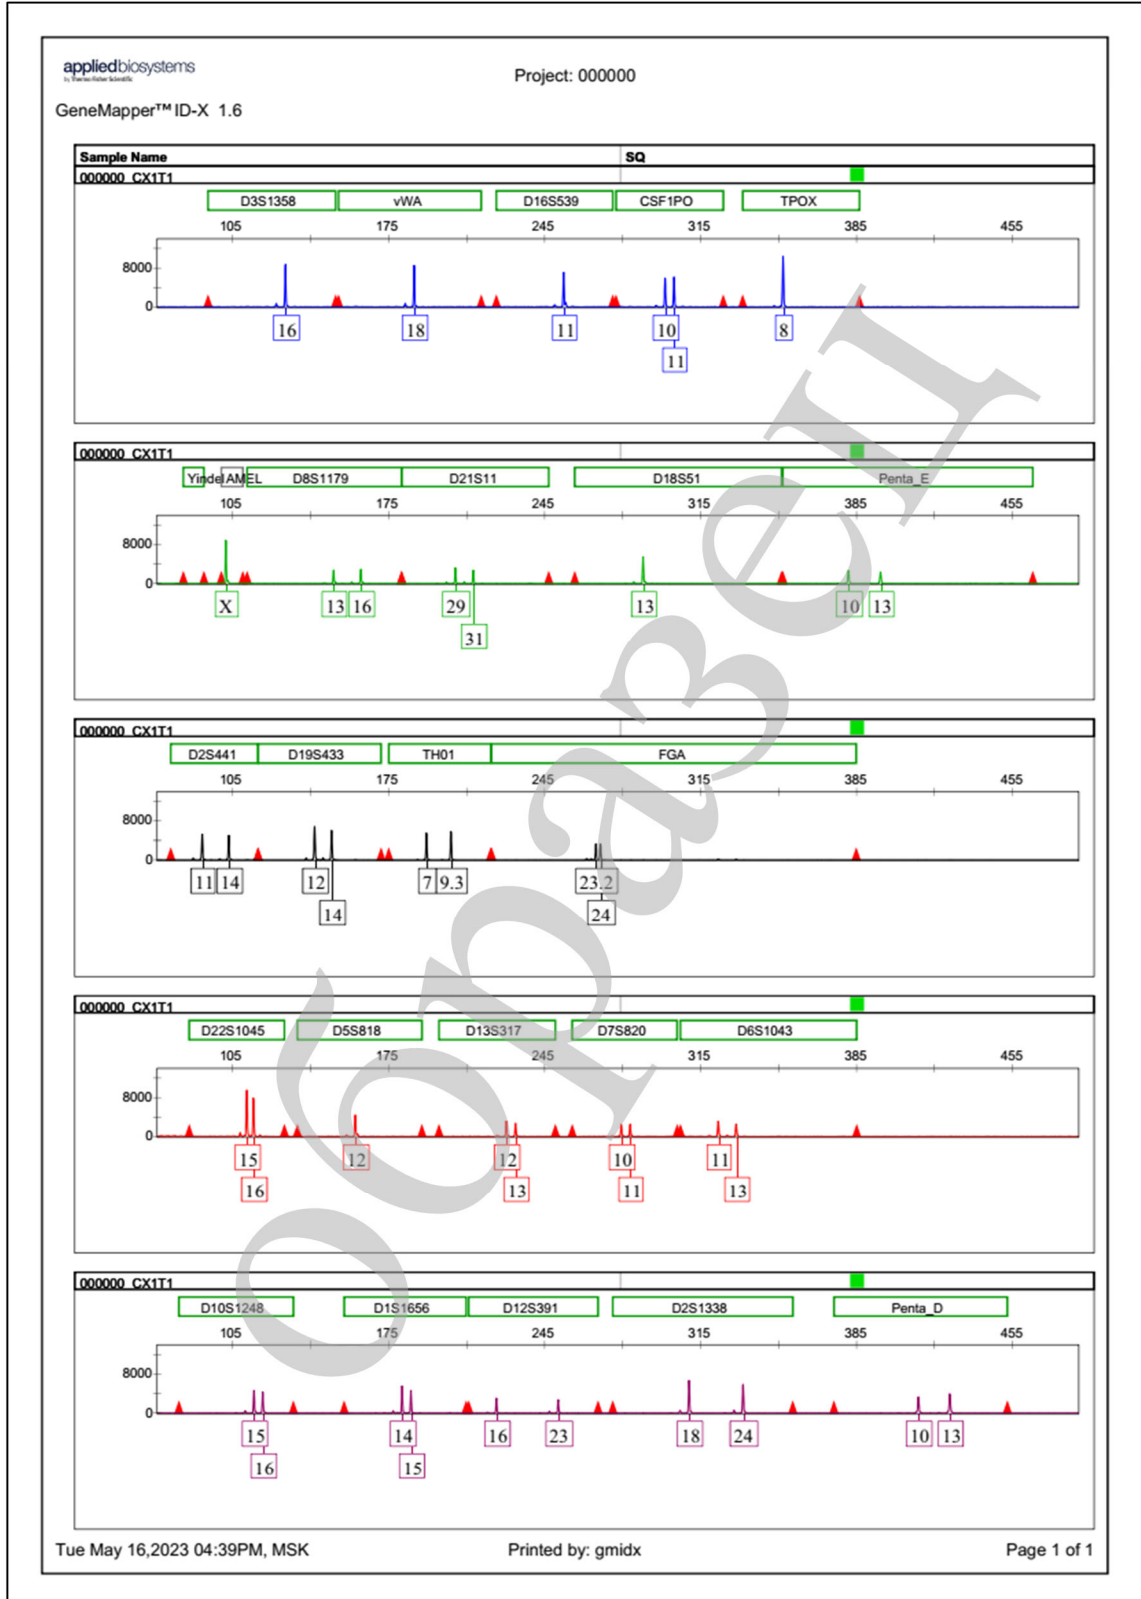 appliedbiosystems
by Thermo Fisher Scientific
Project: 000000
GeneMapper™ ID-X 1.6
Sample Name SQ
000000_CX1T1
D3S1358 vWA D16S539 CSF1PO TPOX
105 175 245 315 385 455
8000
0
16 18 11 10 8
11
000000_CX1T1
Yindel AMEL D8S1179 D21S11 D18S51 Penta_E
105 175 245 315 385 455
8000
0
X 13 16 29 13 10 13
31
000000_CX1T1
D2S441 D19S433 TH01 FGA
105 175 245 315 385 455
8000
0
11 14 12 7 9.3 23.2
14 24
000000_CX1T1
D22S1045 D5S818 D13S317 D7S820 D6S1043
105 175 245 315 385 455
8000
0
15 12 12 10 11
16 13 11 13
000000_CX1T1
D10S1248 D1S1656 D12S391 D2S1338 Penta_D
105 175 245 315 385 455
8000
0
15 14 16 23 18 24 10 13
16 15
образец
Tue May 16,2023 04:39PM, MSK Printed by: gmidx Page 1 of 1